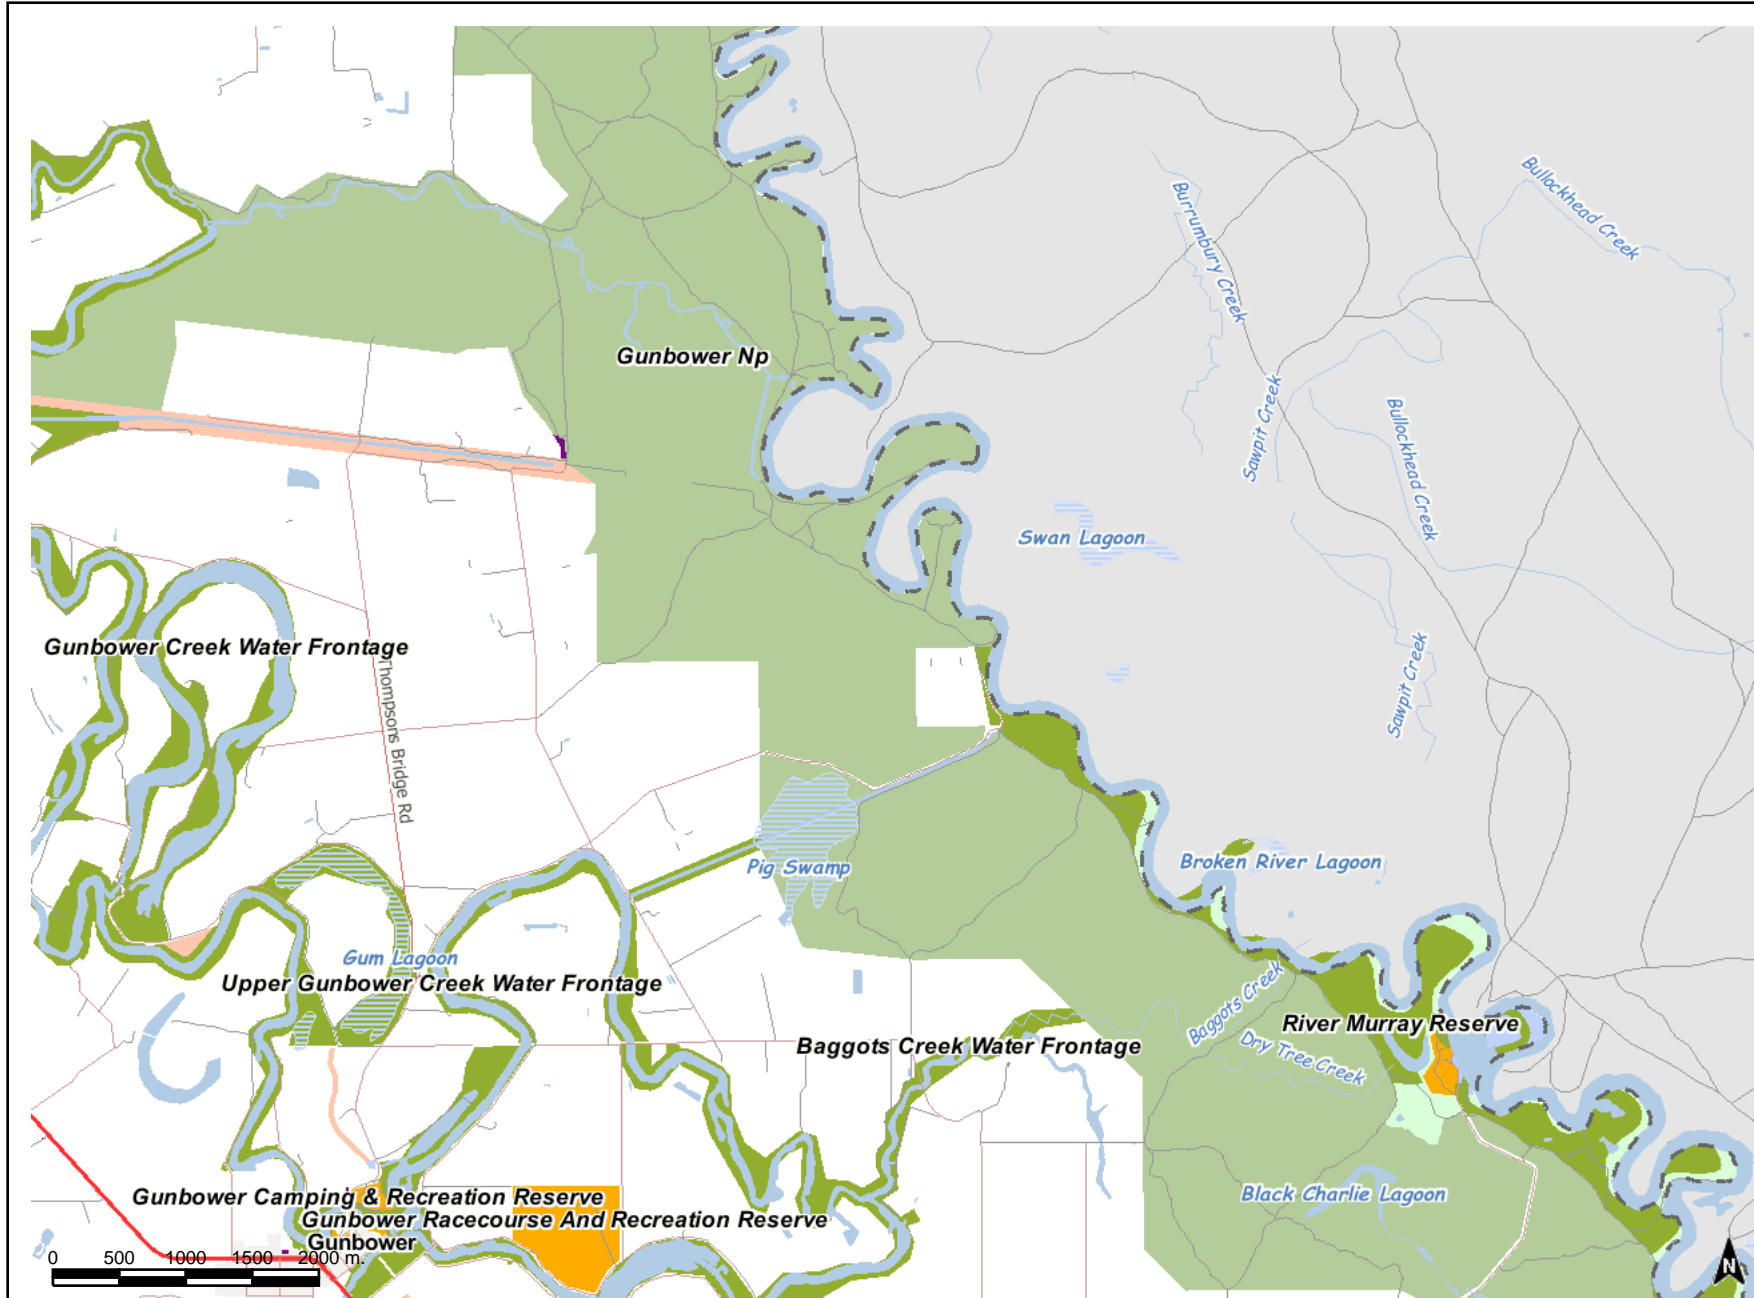 Bullockhead Creek
Burrumbury Creek
Gunbower Np
Sawpit Creek
Bullockhead Creek
Swan Lagoon
Gunbower Creek Water Frontage
Thompsons Bridge Rd
Sawpit Creek
Broken River Lagoon
Pig Swamp
Gum Lagoon
Upper Gunbower Creek Water Frontage
Baggots Creek
River Murray Reserve
Baggots Creek Water Frontage
Dry Tree Creek
Black Charlie Lagoon
Gunbower Camping & Recreation Reserve
Gunbower Racecourse And Recreation Reserve
Gunbower
0 500 1000 1500 2000 m.
N